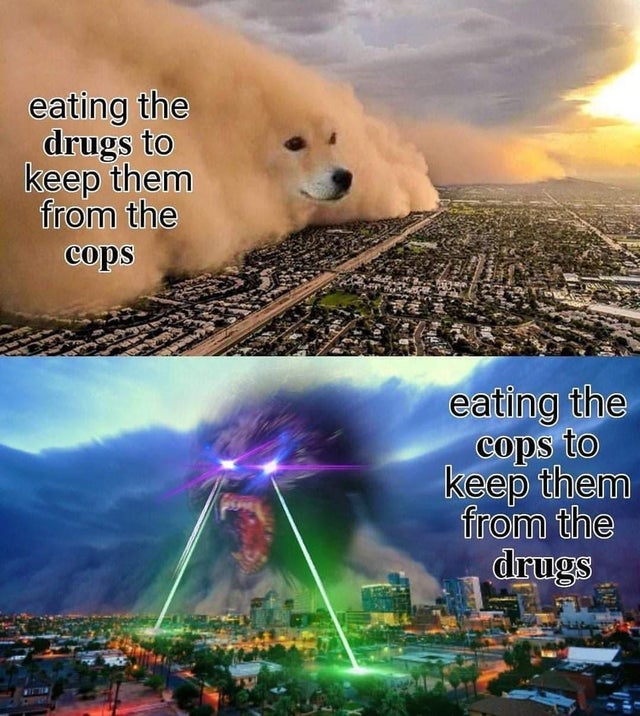 eating the
drugs to
keep them
from the
cops
eating the
cops to
keep them
from the
drugs